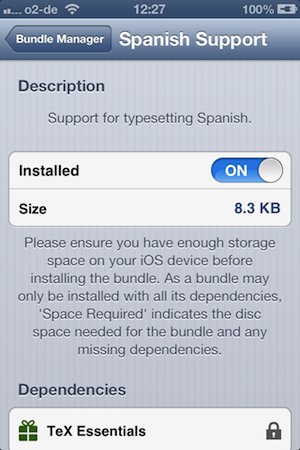 o2-de 12:27 100%
Bundle Manager Spanish Support
Description
Support for typesetting Spanish.
Installed ON
Size 8.3 KB
Please ensure you have enough storage
space on your iOS device before
installing the bundle. As a bundle may
only be installed with all its dependencies,
'Space Required' indicates the disc
space needed for the bundle and any
missing dependencies.
Dependencies
TeX Essentials